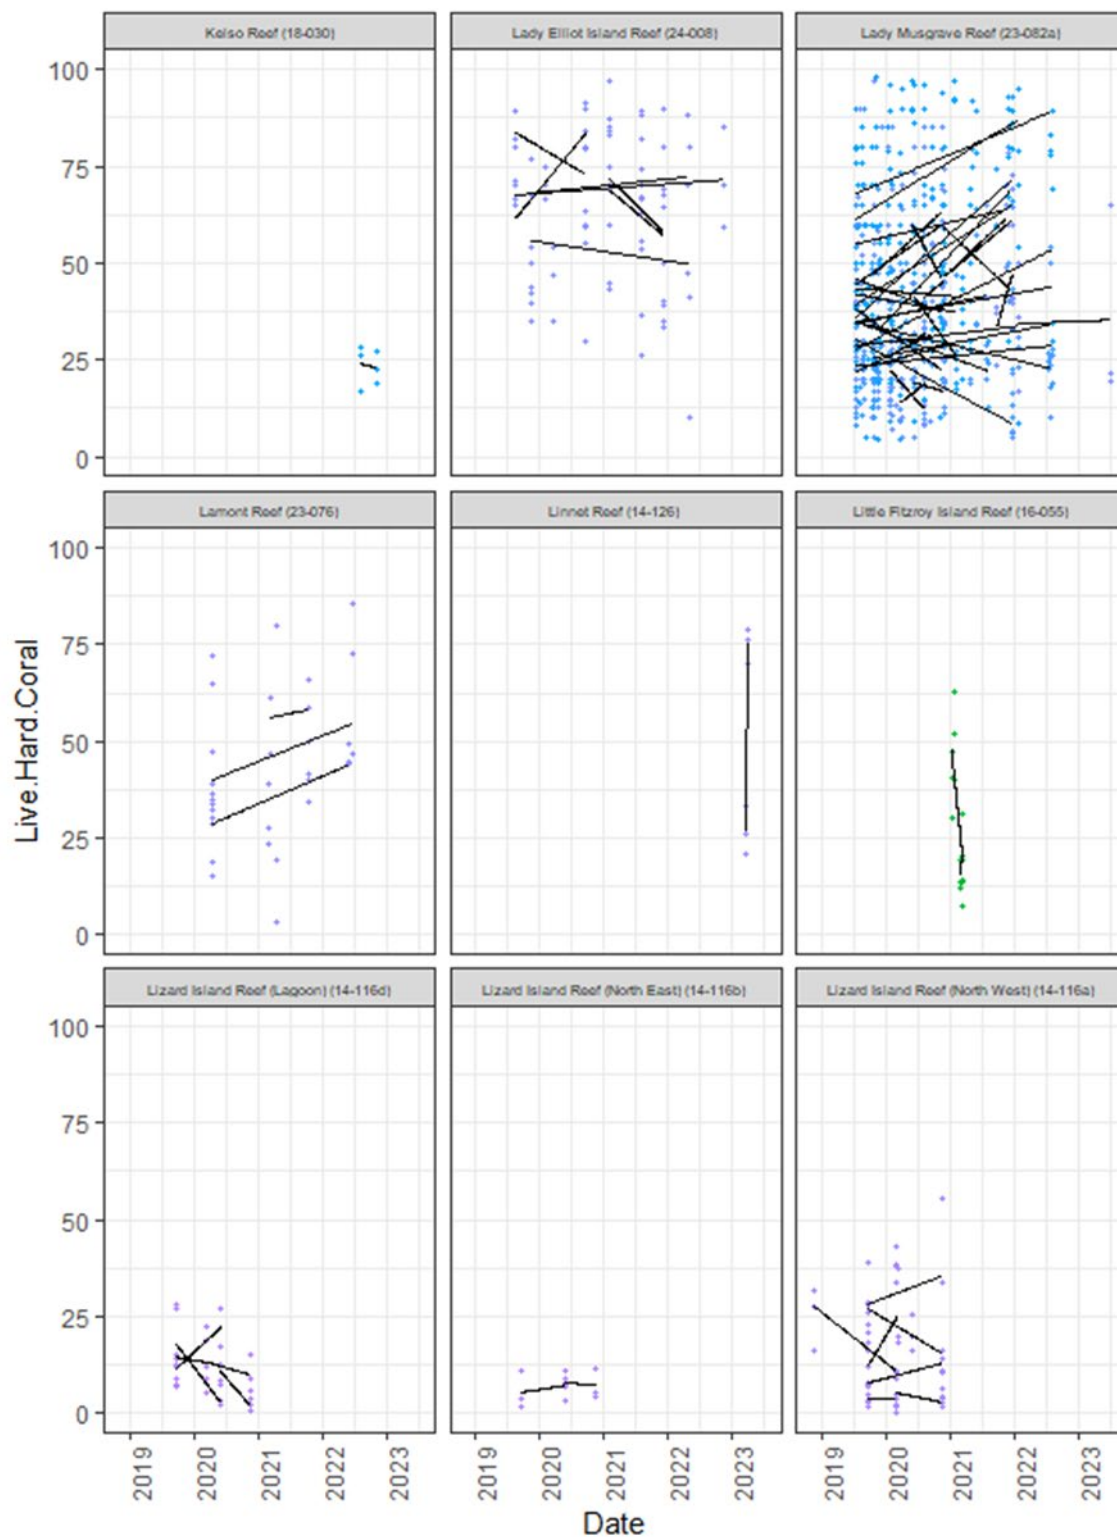 Kelso Reef (18-030)
Lady Elliot Island Reef (24-008)
Lady Musgrave Reef (23-082a)
100
75
50
25
0
Lamont Reef (23-076)
Linnet Reef (14-126)
Little Fitzroy Island Reef (16-055)
100
75
50
25
0
Live.Hard.Coral
Lizard Island Reef (Lagoon) (14-116d)
Lizard Island Reef (North East) (14-116b)
Lizard Island Reef (North West) (14-116a)
100
75
50
25
0
2019 2020 2021 2022 2023 2019 2020 2021 2022 2023 2019 2020 2021 2022 2023
Date